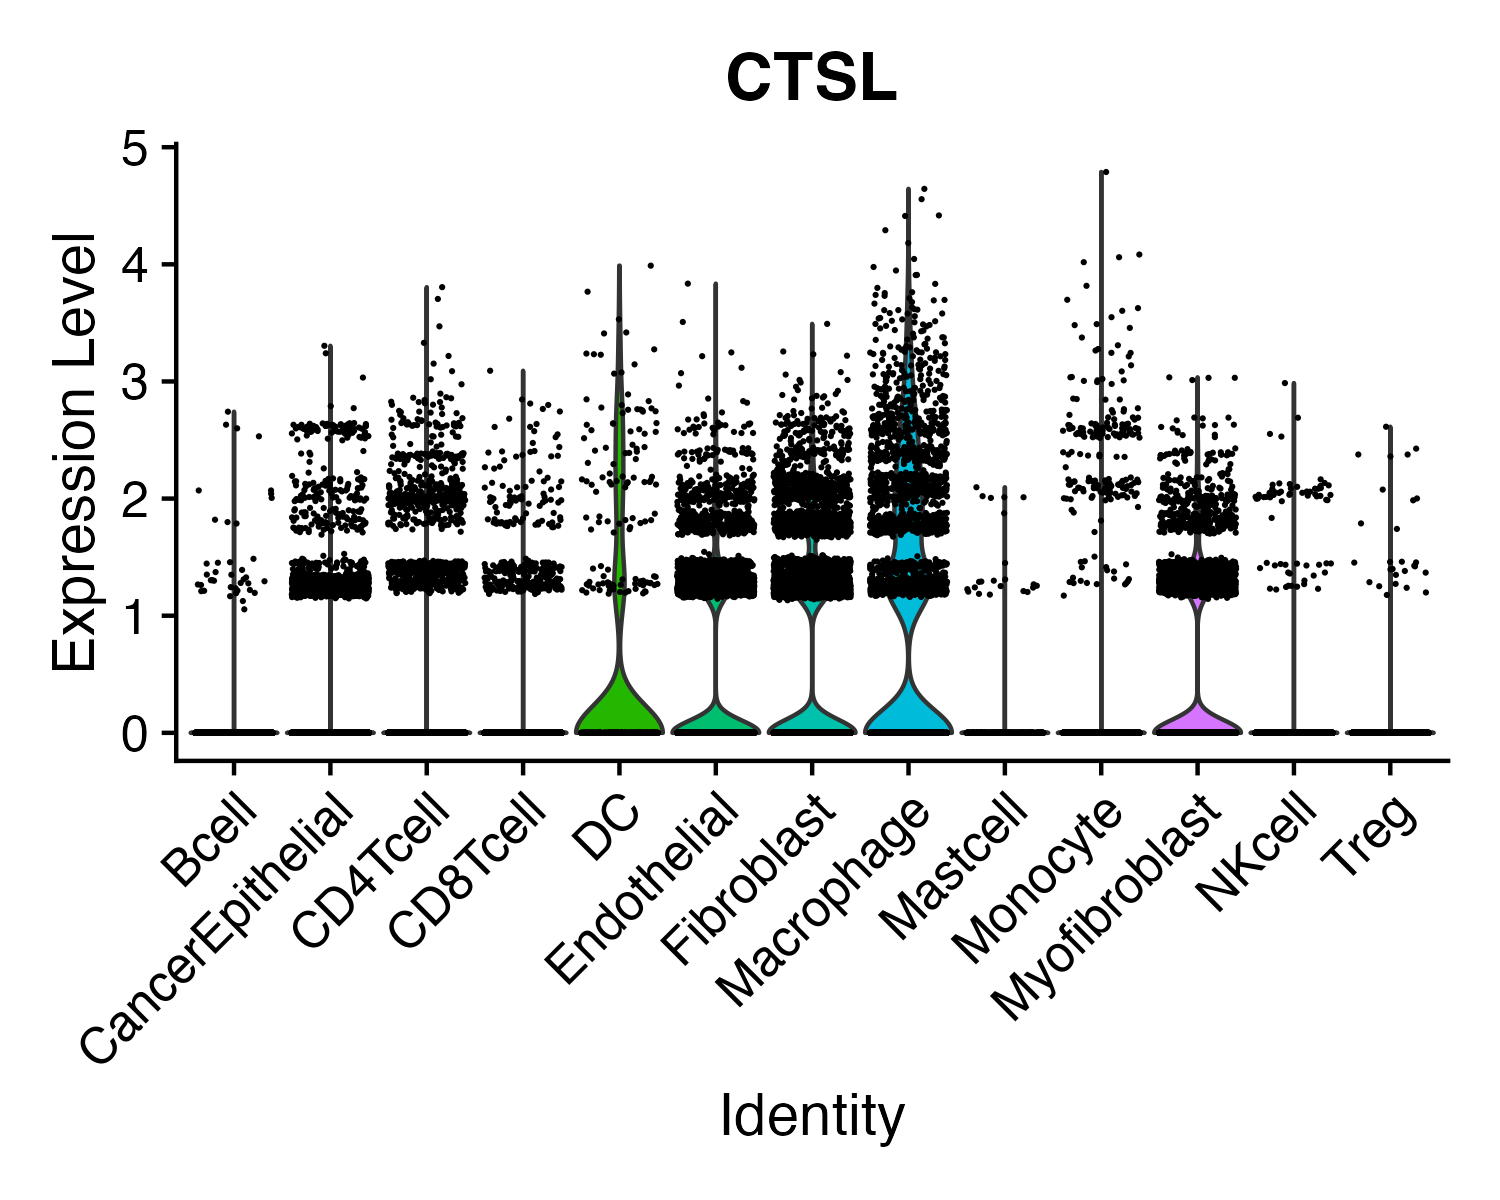 CTSL
Expression Level
5
4
3
2
1
0
Bcell
CancerEpithelial
CD4Tcell
CD8Tcell
DC
Endothelial
Fibroblast
Macrophage
Mastcell
Monocyte
Myofibroblast
NKcell
Treg
Identity